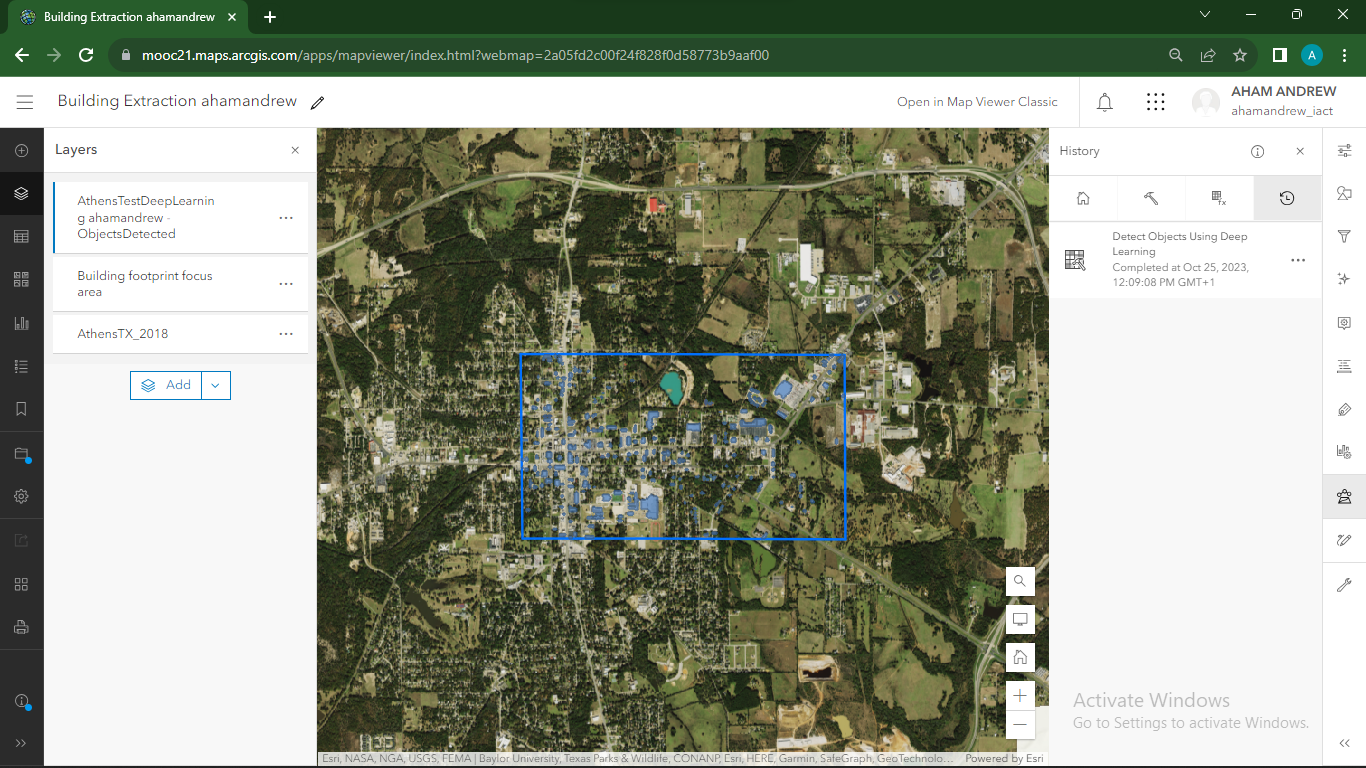 Building Extraction ahamandrew
mooc21.maps.arcgis.com/apps/mapviewer/index.html?webmap=2a05fd2c00f24f828f0d58773b9aaf00
A
Building Extraction ahamandrew
Open in Map Viewer Classic
AHAM ANDREW
ahamandrew_iact
Layers
AthensTestDeepLearnin
g ahamandrew -
ObjectsDetected
Building footprint focus
area
AthensTX_2018
Add
History
Detect Objects Using Deep
Learning
Completed at Oct 25, 2023,
12:09:08 PM GMT+1
Activate Windows
Go to Settings to activate Windows.
Esri, NASA, NGA, USGS, FEMA | Baylor University, Texas Parks & Wildlife, CONANP, Esri, HERE, Garmin, SafeGraph, GeoTechnolo... Powered by Esri